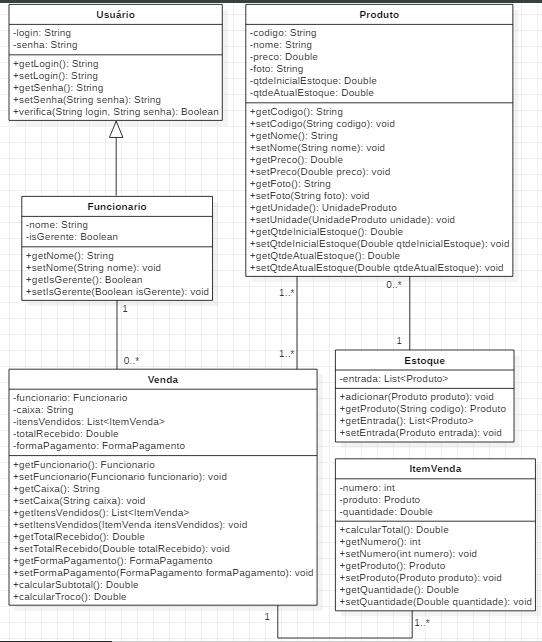 Usuário
-login: String
-senha: String
+getLogin(): String
+setLogin(): String
+getSenha(): String
+setSenha(String senha): String
+verifica(String login, String senha): Boolean
Produto
-codigo: String
-nome: String
-preco: Double
-foto: String
-qtdeInicialEstoque: Double
-qtdeAtualEstoque: Double
+getCodigo(): String
+setCodigo(String codigo): void
+getNome(): String
+setNome(String nome): void
+getPreco(): Double
+setPreco(Double preco): void
+getFoto(): String
+setFoto(String foto): void
+getUnidade(): UnidadeProduto
+setUnidade(UnidadeProduto unidade): void
+getQtdeInicialEstoque(): Double
+setQtdeInicialEstoque(Double qtdeInicialEstoque): void
+getQtdeAtualEstoque(): Double
+setQtdeAtualEstoque(Double qtdeAtualEstoque): void
Funcionario
-nome: String
-isGerente: Boolean
+getNome(): String
+setNome(String nome): void
+getIsGerente(): Boolean
+setIsGerente(Boolean isGerente): void
1
0..*
1..*
1..*
0..*
1
Venda
-funcionario: Funcionario
-caixa: String
-itensVendidos: List<ItemVenda>
-totalRecebido: Double
-formaPagamento: FormaPagamento
+getFuncionario(): Funcionario
+setFuncionario(Funcionario funcionario): void
+getCaixa(): String
+setCaixa(String caixa): void
+getItensVendidos(): List<ItemVenda>
+setItensVendidos(ItemVenda itensVendidos): void
+getTotalRecebido(): Double
+setTotalRecebido(Double totalRecebido): void
+getFormaPagamento(): FormaPagamento
+setFormaPagamento(FormaPagamento formaPagamento): void
+calcularSubtotal(): Double
+calcularTroco(): Double
Estoque
-entrada: List<Produto>
+adicionar(Produto produto): void
+getProduto(String codigo): Produto
+getEntrada(): List<Produto>
+setEntrada(Produto entrada): void
ItemVenda
-numero: int
-produto: Produto
-quantidade: Double
+calcularTotal(): Double
+getNumero(): int
+setNumero(int numero): void
+getProduto(): Produto
+setProduto(Produto produto): void
+getQuantidade(): Double
+setQuantidade(Double quantidade): void
1
1..*